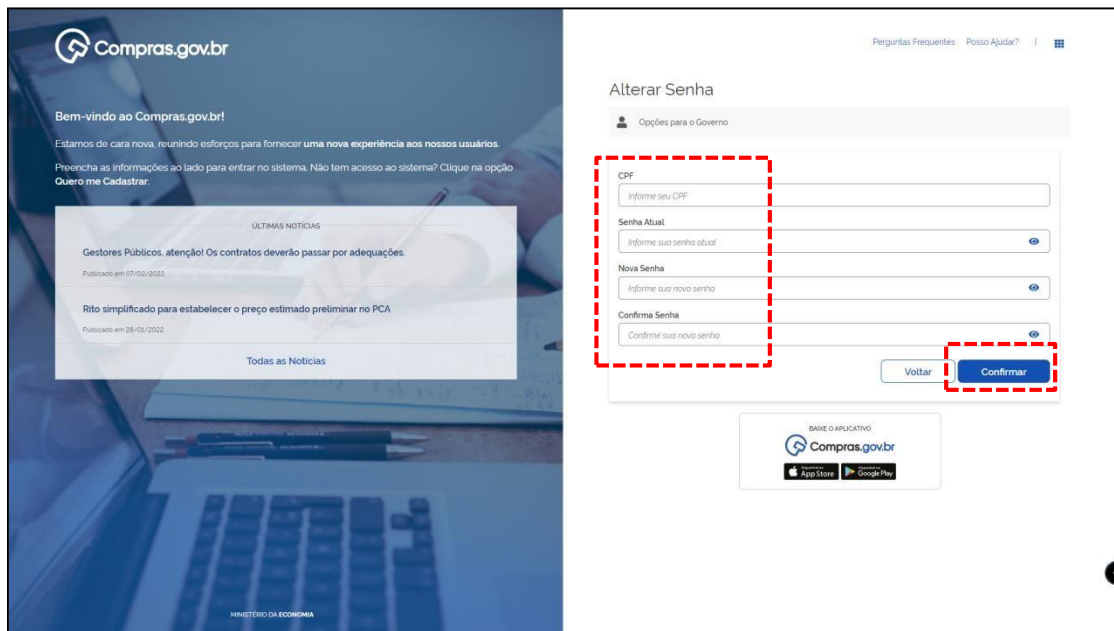 Compras.gov.br
Bem-vindo ao Compras.gov.br!
Estamos de cara nova, reunindo esforços para fornecer uma nova experiência aos nossos usuários.
Preencha as informações ao lado para entrar no sistema. Não tem acesso ao sistema? Clique na opção
Quero me Cadastrar.
ÚLTIMAS NOTÍCIAS
Gestores Públicos, atenção! Os contratos deverão passar por adequações.
Publicado em 07/02/2022
Rito simplificado para estabelecer o preço estimado preliminar no PCA
Publicado em 28/01/2022
Todas as Notícias
MINISTÉRIO DA ECONOMIA
Perguntas Frequentes Posso Ajudar? |
Alterar Senha
Opções para o Governo
CPF
Informe seu CPF
Senha Atual
Informe sua senha atual
Nova Senha
Informe sua nova senha
Confirma Senha
Confirme sua nova senha
Voltar Confirmar
BAIXE O APLICATIVO
Compras.gov.br
App Store Google Play